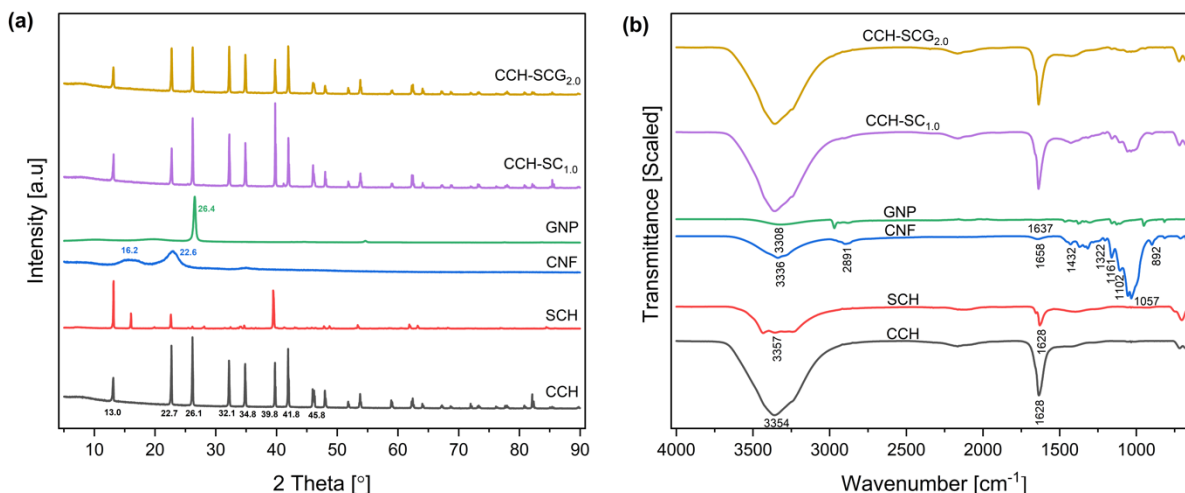 (a)
Intensity [a.u]
CCH-SCG2.0
CCH-SC1.0
26.4
GNP
16.2
22.6
CNF
SCH
CCH
13.0 22.7 26.1 32.1 34.8 39.8 41.8 45.8
10 20 30 40 50 60 70 80 90
2 Theta [°]
(b)
Transmittance [Scaled]
CCH-SCG2.0
CCH-SC1.0
GNP
CNF
3308
3336
2891
1637
1658
1432
1322
1161
1102
1057
892
SCH
3357
1628
CCH
3354
1628
4000 3500 3000 2500 2000 1500 1000
Wavenumber [cm-1]